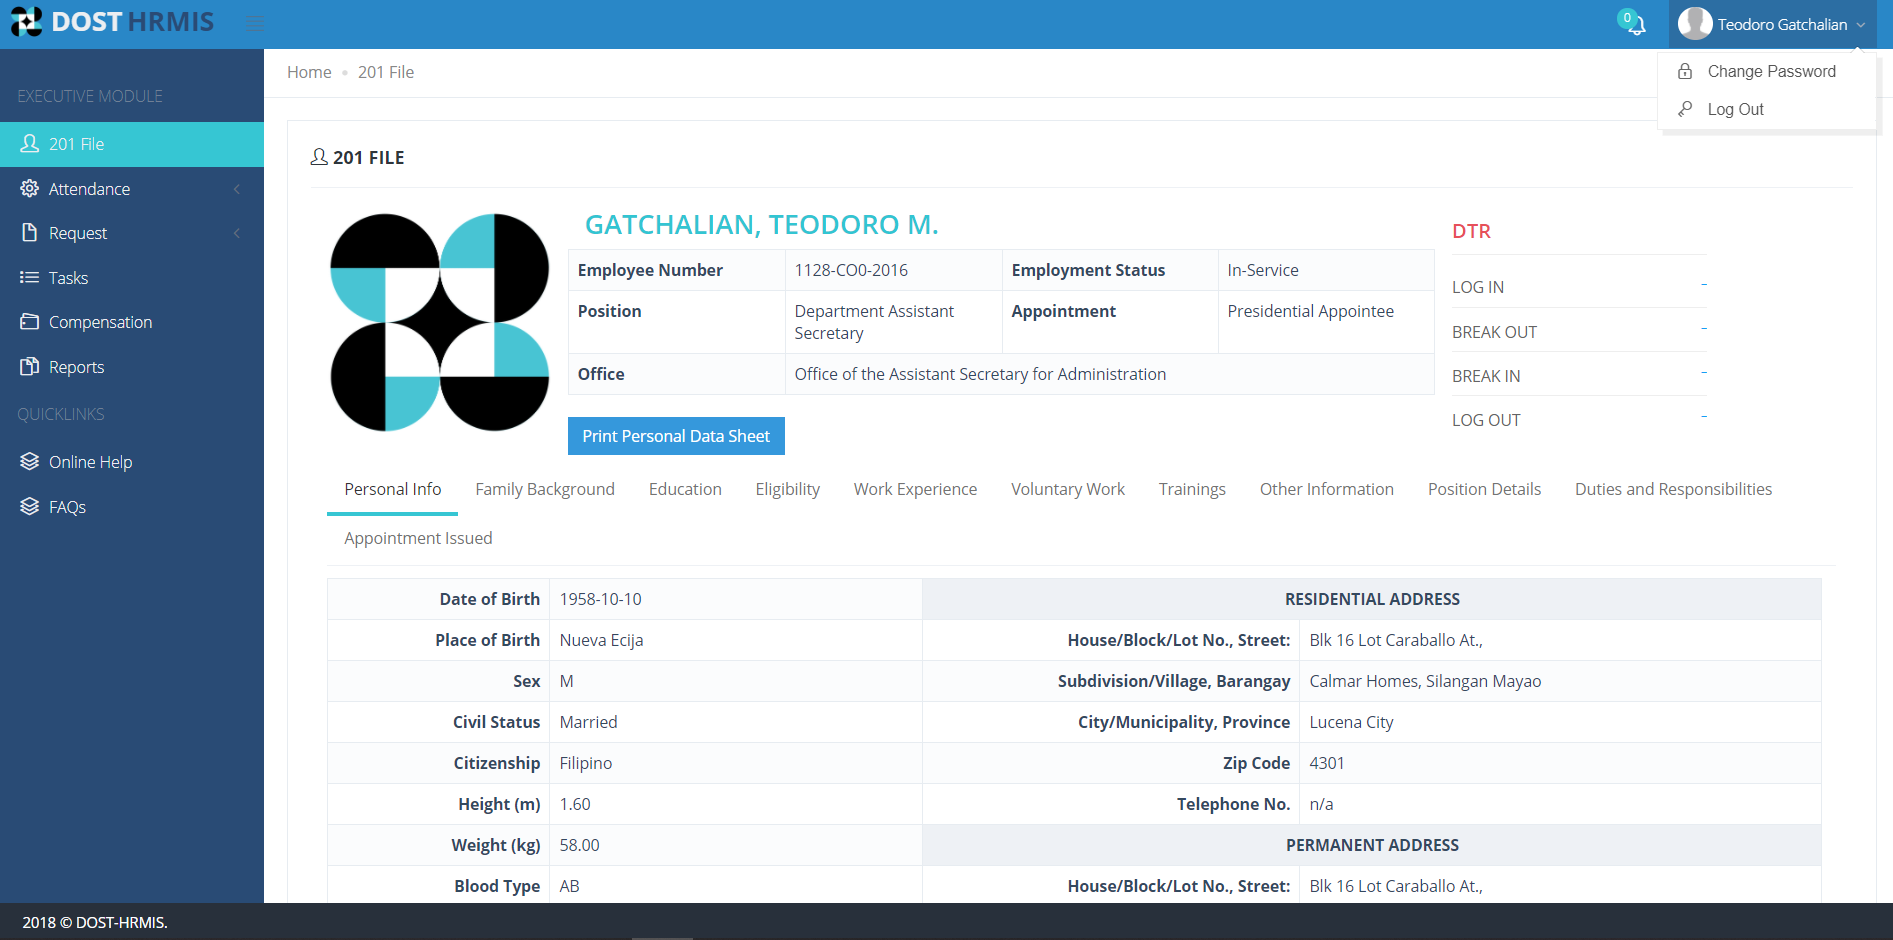 DOST HRMIS
0
Teodoro Gatchalian
Change Password
Log Out
Home • 201 File
EXECUTIVE MODULE
201 File
Attendance
Request
Tasks
Compensation
Reports
QUICKLINKS
Online Help
FAQs
201 FILE
GATCHALIAN, TEODORO M.
Employee Number 1128-CO0-2016 Employment Status In-Service
Position Department Assistant Secretary Appointment Presidential Appointee
Office Office of the Assistant Secretary for Administration
Print Personal Data Sheet
DTR
LOG IN -
BREAK OUT -
BREAK IN -
LOG OUT -
Personal Info Family Background Education Eligibility Work Experience Voluntary Work Trainings Other Information Position Details Duties and Responsibilities
Appointment Issued
Date of Birth 1958-10-10 RESIDENTIAL ADDRESS
Place of Birth Nueva Ecija House/Block/Lot No., Street: Blk 16 Lot Caraballo At.,
Sex M Subdivision/Village, Barangay Calmar Homes, Silangan Mayao
Civil Status Married City/Municipality, Province Lucena City
Citizenship Filipino Zip Code 4301
Height (m) 1.60 Telephone No. n/a
Weight (kg) 58.00 PERMANENT ADDRESS
Blood Type AB House/Block/Lot No., Street: Blk 16 Lot Caraballo At.,
2018 © DOST-HRMIS.